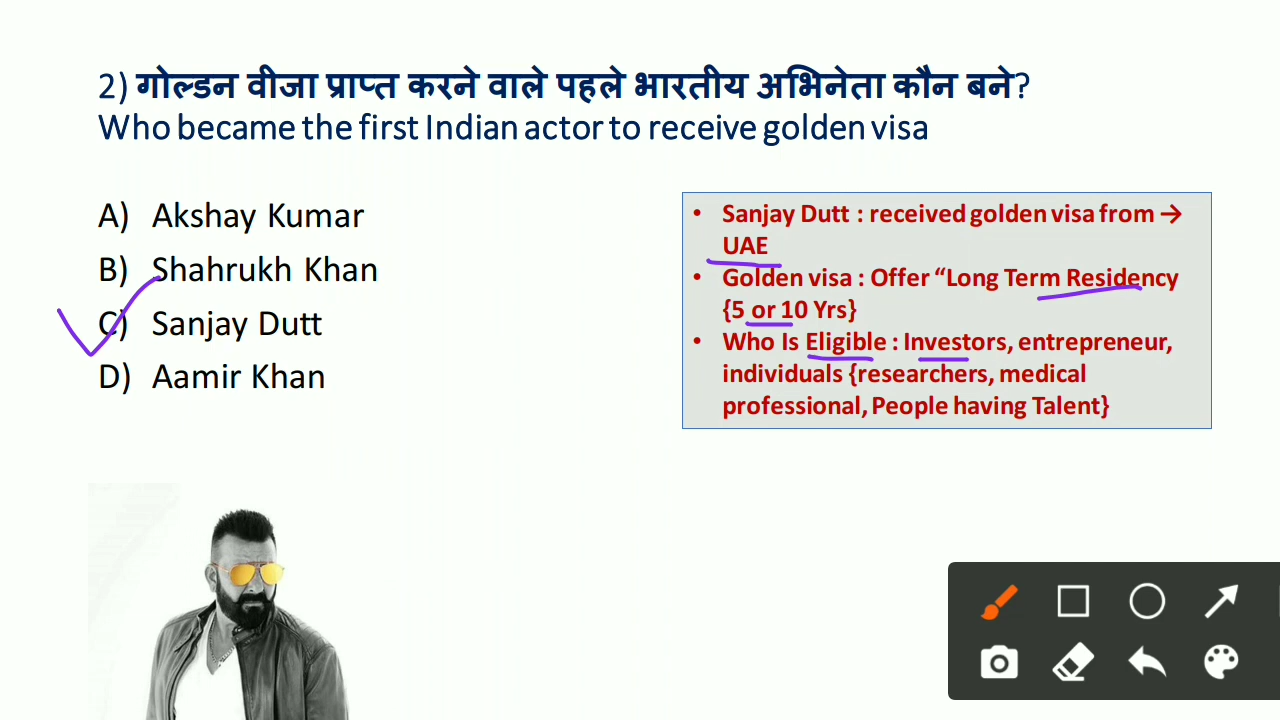 2) गोल्डन वीजा प्राप्त करने वाले पहले भारतीय अभिनेता कौन बने?
Who became the first Indian actor to receive golden visa
A) Akshay Kumar
B) Shahrukh Khan
C) Sanjay Dutt
D) Aamir Khan
• Sanjay Dutt : received golden visa from →
UAE
• Golden visa : Offer “Long Term Residency
{5 or 10 Yrs}
• Who Is Eligible : Investors, entrepreneur,
individuals {researchers, medical
professional, People having Talent}